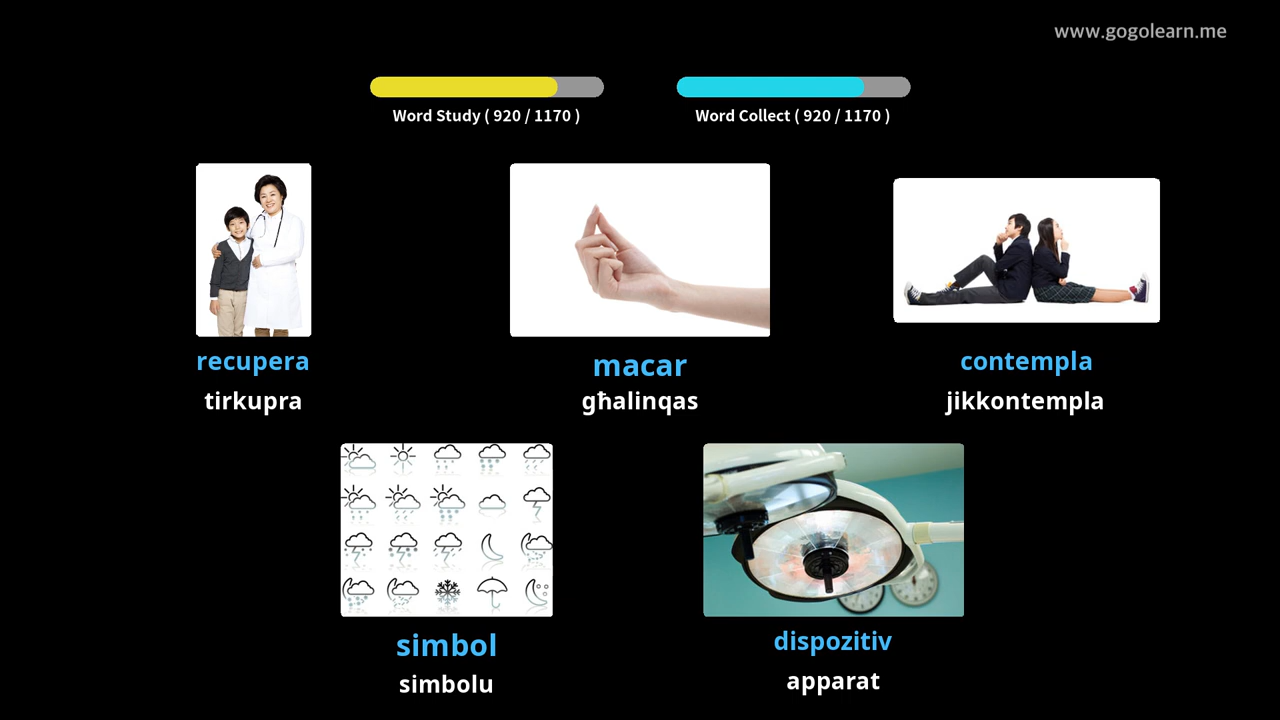 www.gogolearn.me
Word Study ( 920 / 1170 )
Word Collect ( 920 / 1170 )
recupera
tirkupra
macar
għalinqas
contempla
jikkontempla
simbol
simbolu
dispozitiv
apparat